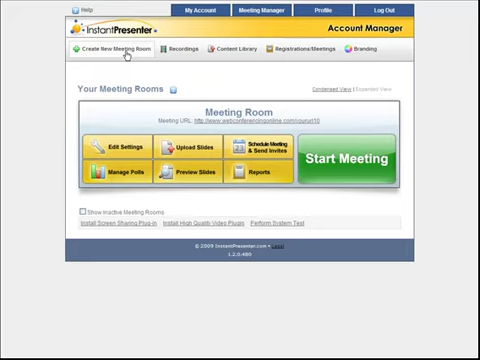 Help
My Account Meeting Manager Profile Log Out
InstantPresenter
Account Manager
Create New Meeting Room Recordings Content Library Registrations/Meetings Branding
Your Meeting Rooms
Condensed View | Expanded View
Meeting Room
Meeting URL: http://www.webconferencingonline.com/yoururl10
Edit Settings Upload Slides 23 Schedule Meeting & Send Invites
Manage Polls Preview Slides Reports
Start Meeting
Show Inactive Meeting Rooms
Install Screen Sharing Plug-in Install High Quality Video Plugin Perform System Test
© 2009 InstantPresenter.com •
1.2.0.480